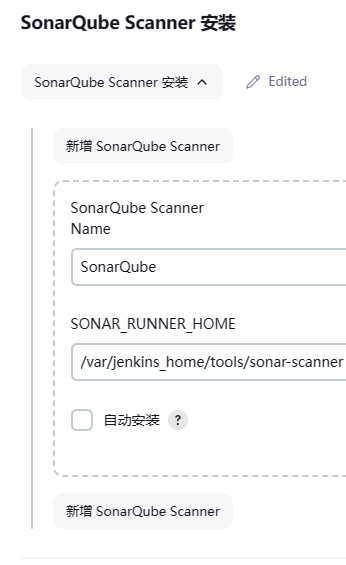 SonarQube Scanner 安装
SonarQube Scanner 安装
Edited
新增 SonarQube Scanner
SonarQube Scanner
Name
SonarQube
SONAR_RUNNER_HOME
/var/jenkins_home/tools/sonar-scanner
自动安装 ?
新增 SonarQube Scanner